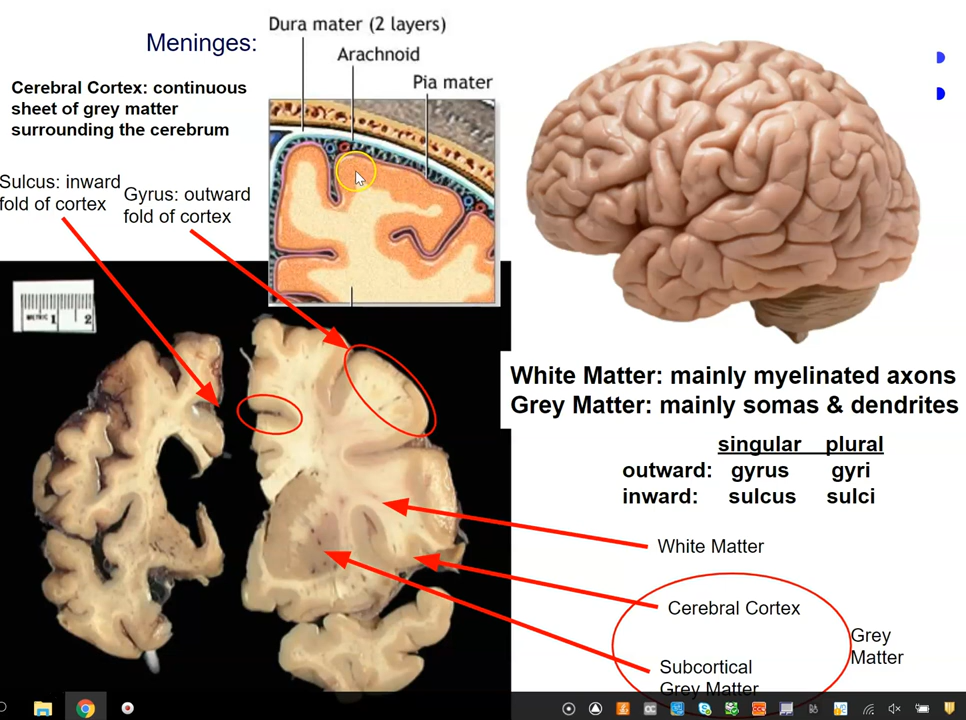 Dura mater (2 layers)
Meninges:
Arachnoid
Pia mater
Cerebral Cortex: continuous
sheet of grey matter
surrounding the cerebrum
Sulcus: inward
fold of cortex
Gyrus: outward
fold of cortex
METRIC 1 2
White Matter: mainly myelinated axons
Grey Matter: mainly somas & dendrites
singular plural
outward: gyrus gyri
inward: sulcus sulci
White Matter
Cerebral Cortex
Grey
Matter
Subcortical
Grey Matter